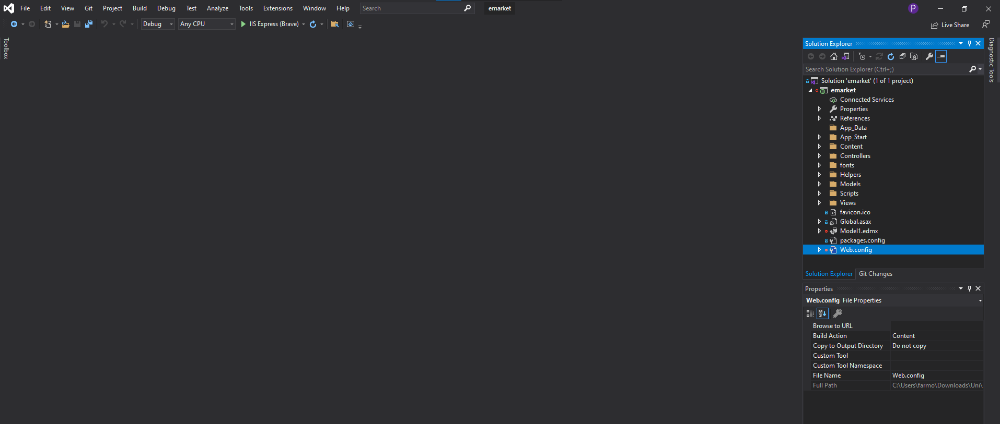 File Edit View Git Project Build Debug Test Analyze Tools Extensions Window Help Search emarket P
Debug Any CPU IIS Express (Brave) Live Share
Toolbox
Solution Explorer
Search Solution Explorer (Ctrl+;)
Solution 'emarket' (1 of 1 project)
emarket
Connected Services
Properties
References
App_Data
App_Start
Content
Controllers
fonts
Helpers
Models
Scripts
Views
favicon.ico
Global.asax
Model1.edmx
packages.config
Web.config
Solution Explorer Git Changes
Properties
Web.config File Properties
Browse to URL
Build Action Content
Copy to Output Directory Do not copy
Custom Tool
Custom Tool Namespace
File Name Web.config
Full Path C:\Users\farmo\Downloads\Uni\
Diagnostic Tools